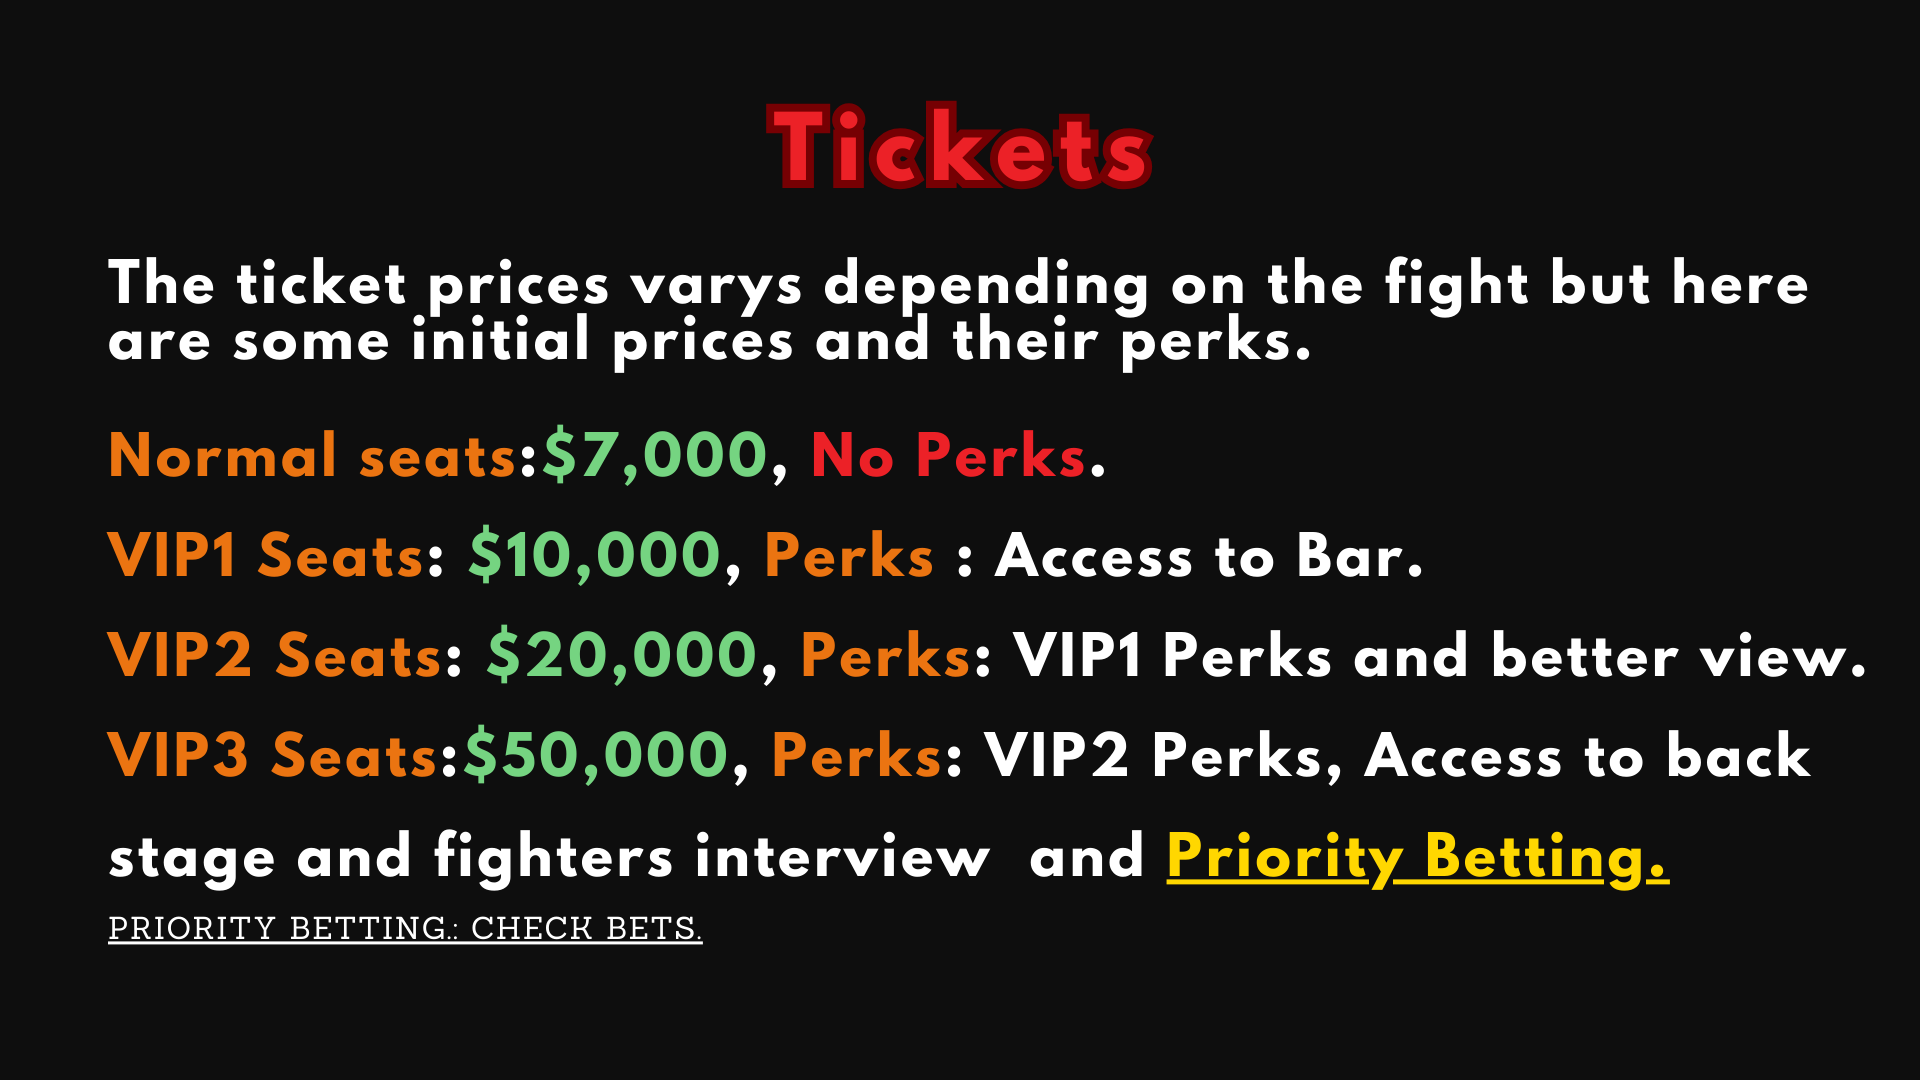 Tickets
The ticket prices varys depending on the fight but here
are some initial prices and their perks.
Normal seats:$7,000, No Perks.
VIP1 Seats: $10,000, Perks : Access to Bar.
VIP2 Seats: $20,000, Perks: VIP1 Perks and better view.
VIP3 Seats:$50,000, Perks: VIP2 Perks, Access to back
stage and fighters interview  and Priority Betting.
PRIORITY BETTING.: CHECK BETS.